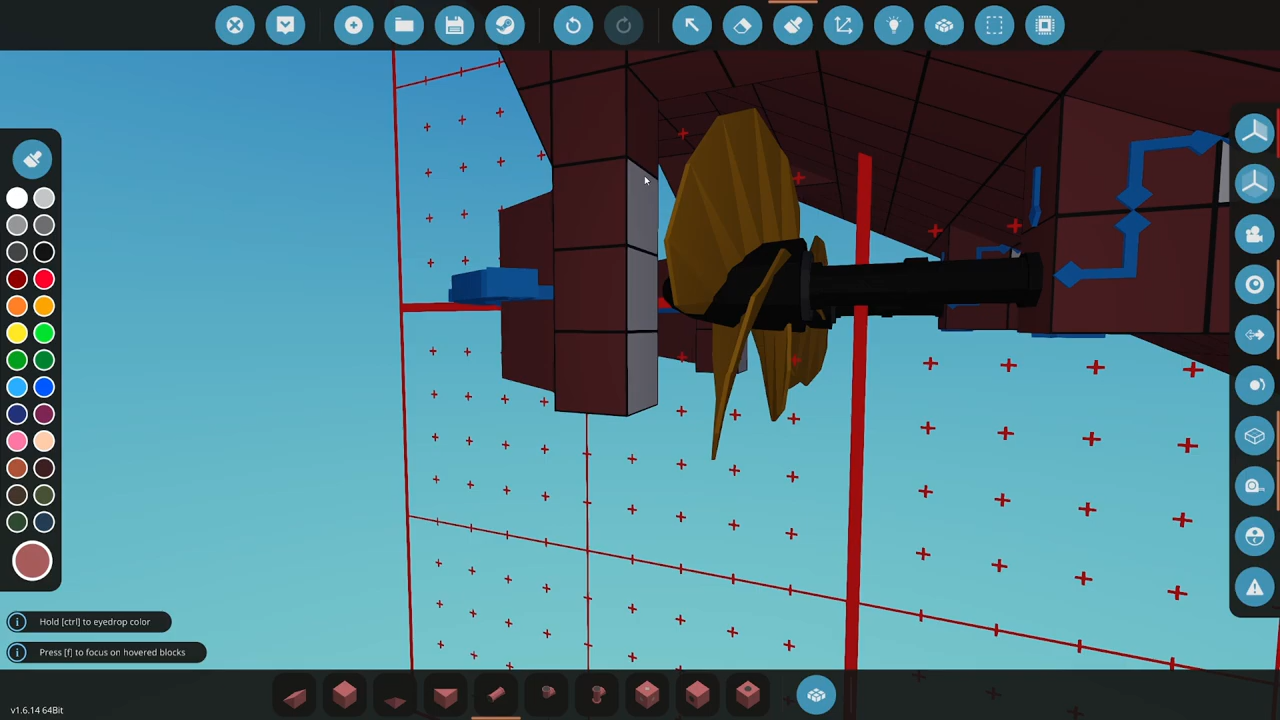 Hold [ctrl] to eyedrop color
Press [f] to focus on hovered blocks
v1.6.14 64Bit